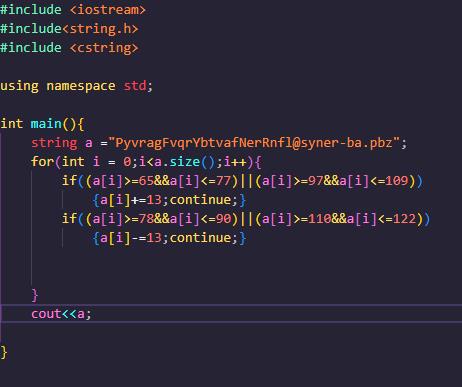 #include <iostream>
#include<string.h>
#include <cstring>
using namespace std;
int main(){
string a ="PyvragFvqrYbtvafNerRnfl@syner-ba.pbz";
for(int i = 0;i<a.size();i++){
if((a[i]>=65&&a[i]<=77)||(a[i]>=97&&a[i]<=109))
{a[i]+=13;continue;}
if((a[i]>=78&&a[i]<=90)||(a[i]>=110&&a[i]<=122))
{a[i]-=13;continue;}
}
cout<<a;
}